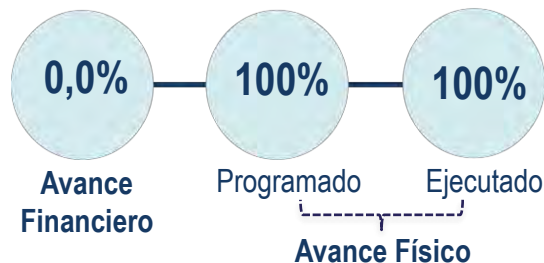 0,0%
100%
100%
Avance
Financiero
Programado
Ejecutado
Avance Físico